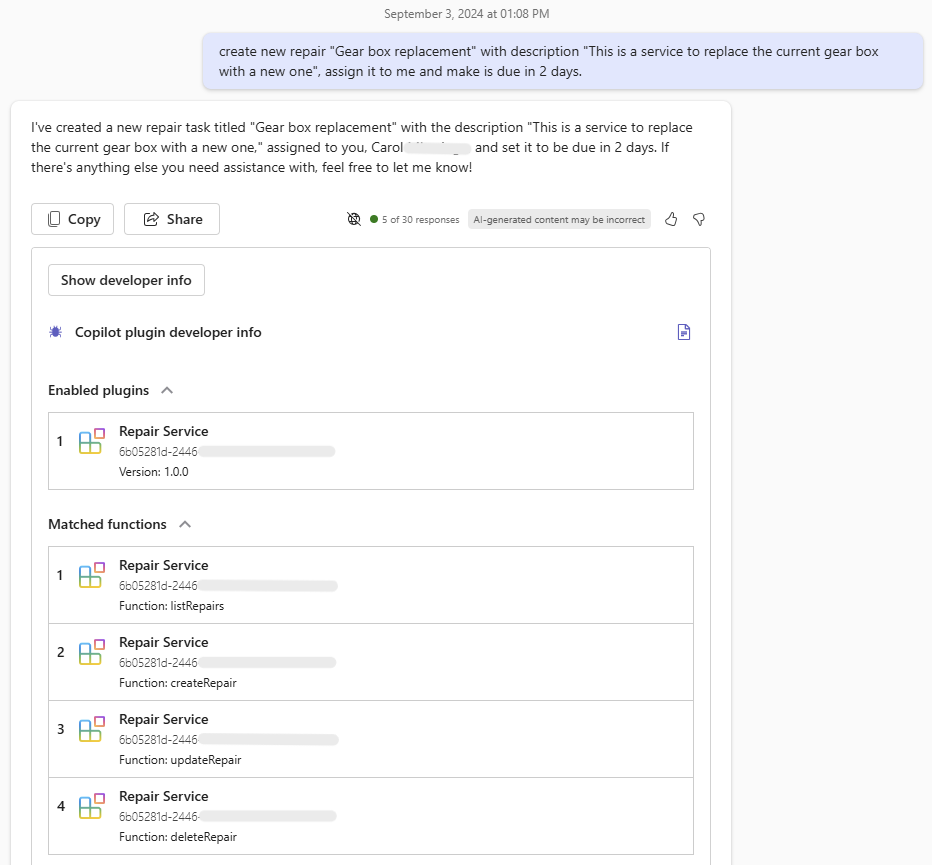 September 3, 2024 at 01:08 PM
create new repair "Gear box replacement" with description "This is a service to replace the current gear box
with a new one", assign it to me and make is due in 2 days.
I've created a new repair task titled "Gear box replacement" with the description "This is a service to replace
the current gear box with a new one," assigned to you, Carol and set it to be due in 2 days. If
there's anything else you need assistance with, feel free to let me know!
Copy
Share
5 of 30 responses
AI-generated content may be incorrect
Show developer info
Copilot plugin developer info
Enabled plugins
1
Repair Service
6b05281d-2446
Version: 1.0.0
Matched functions
1
Repair Service
6b05281d-2446
Function: listRepairs
2
Repair Service
6b05281d-2446
Function: createRepair
3
Repair Service
6b05281d-2446
Function: updateRepair
4
Repair Service
6b05281d-2446-
Function: deleteRepair